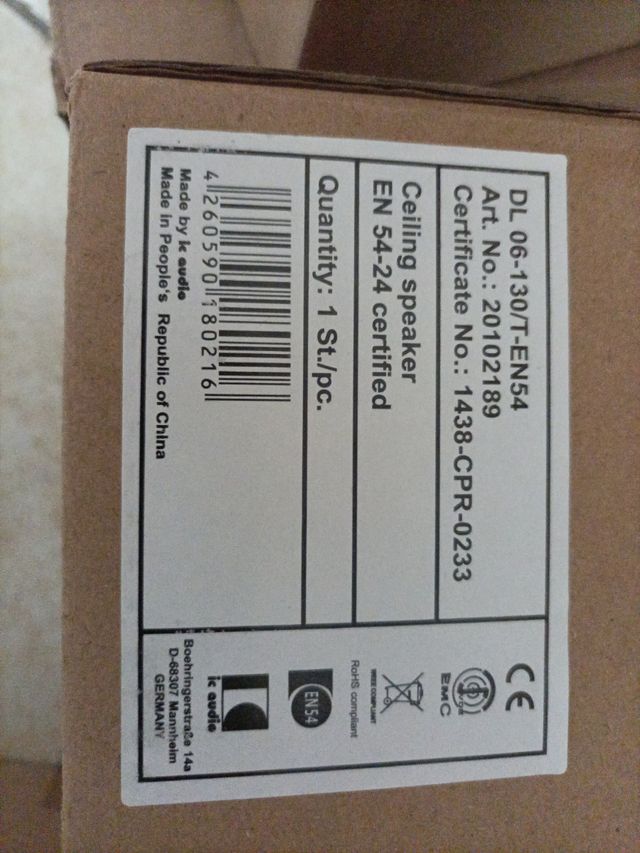 DL 06-130/T-EN54
Art. No.: 20102189
Certificate No.: 1438-CPR-0233
Ceiling speaker
EN 54-24 certified
Quantity: 1 St./pc.
4 260590 180216
Made by ic audio
Made in People's Republic of China
CE
EMC
WEEE COMPLIANT
RoHS compliant
EN54
ic audio
Boehringerstraße 14a
D-68307 Mannheim
GERMANY